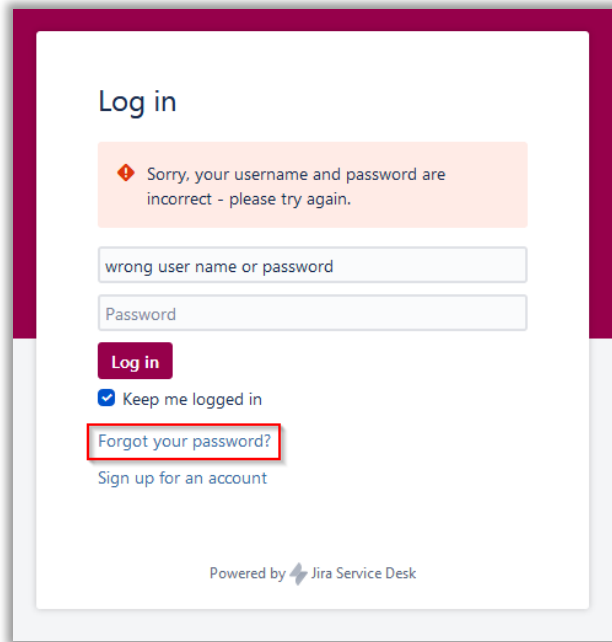 Log in
Sorry, your username and password are
incorrect - please try again.
wrong user name or password
Password
Log in
Keep me logged in
Forgot your password?
Sign up for an account
Powered by Jira Service Desk